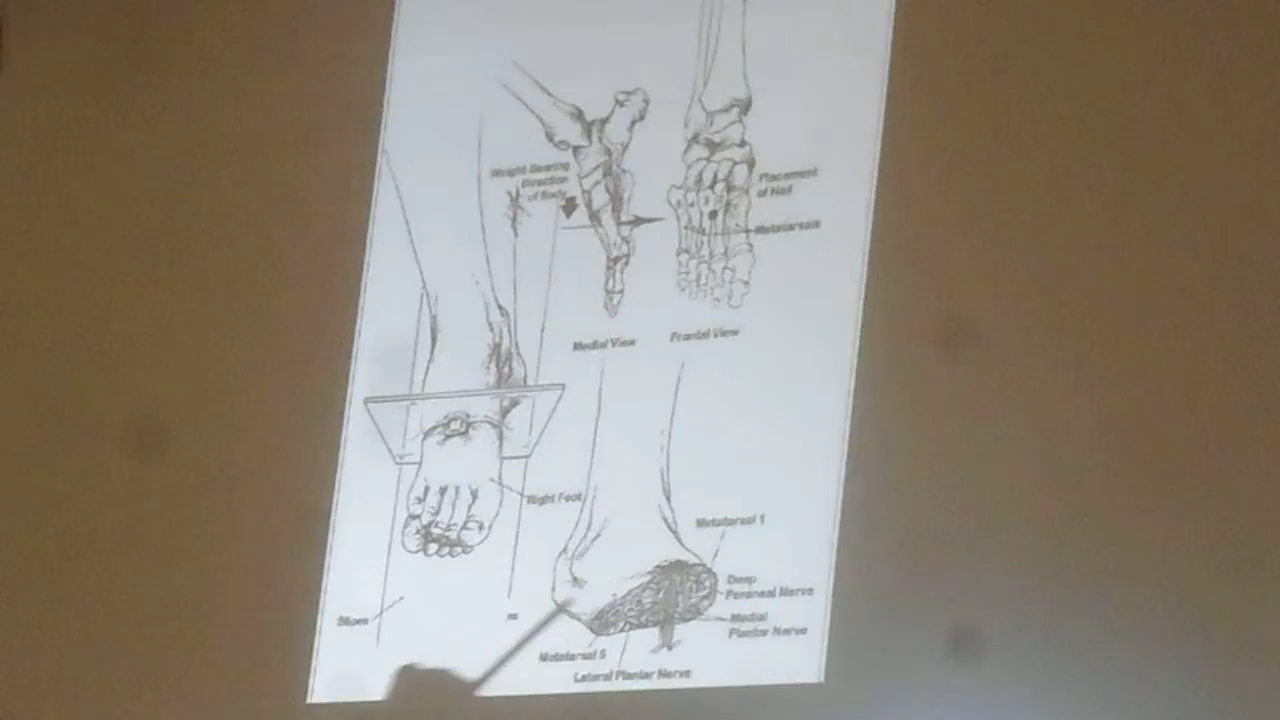 Weight-Bearing
Direction
of Body
Placement
of Nail
Metatarsals
Medial View
Frontal View
Right Foot
Stipes
Metatarsal 1
Deep
Peroneal Nerve
Medial
Plantar Nerve
Metatarsal 5
Lateral Plantar Nerve